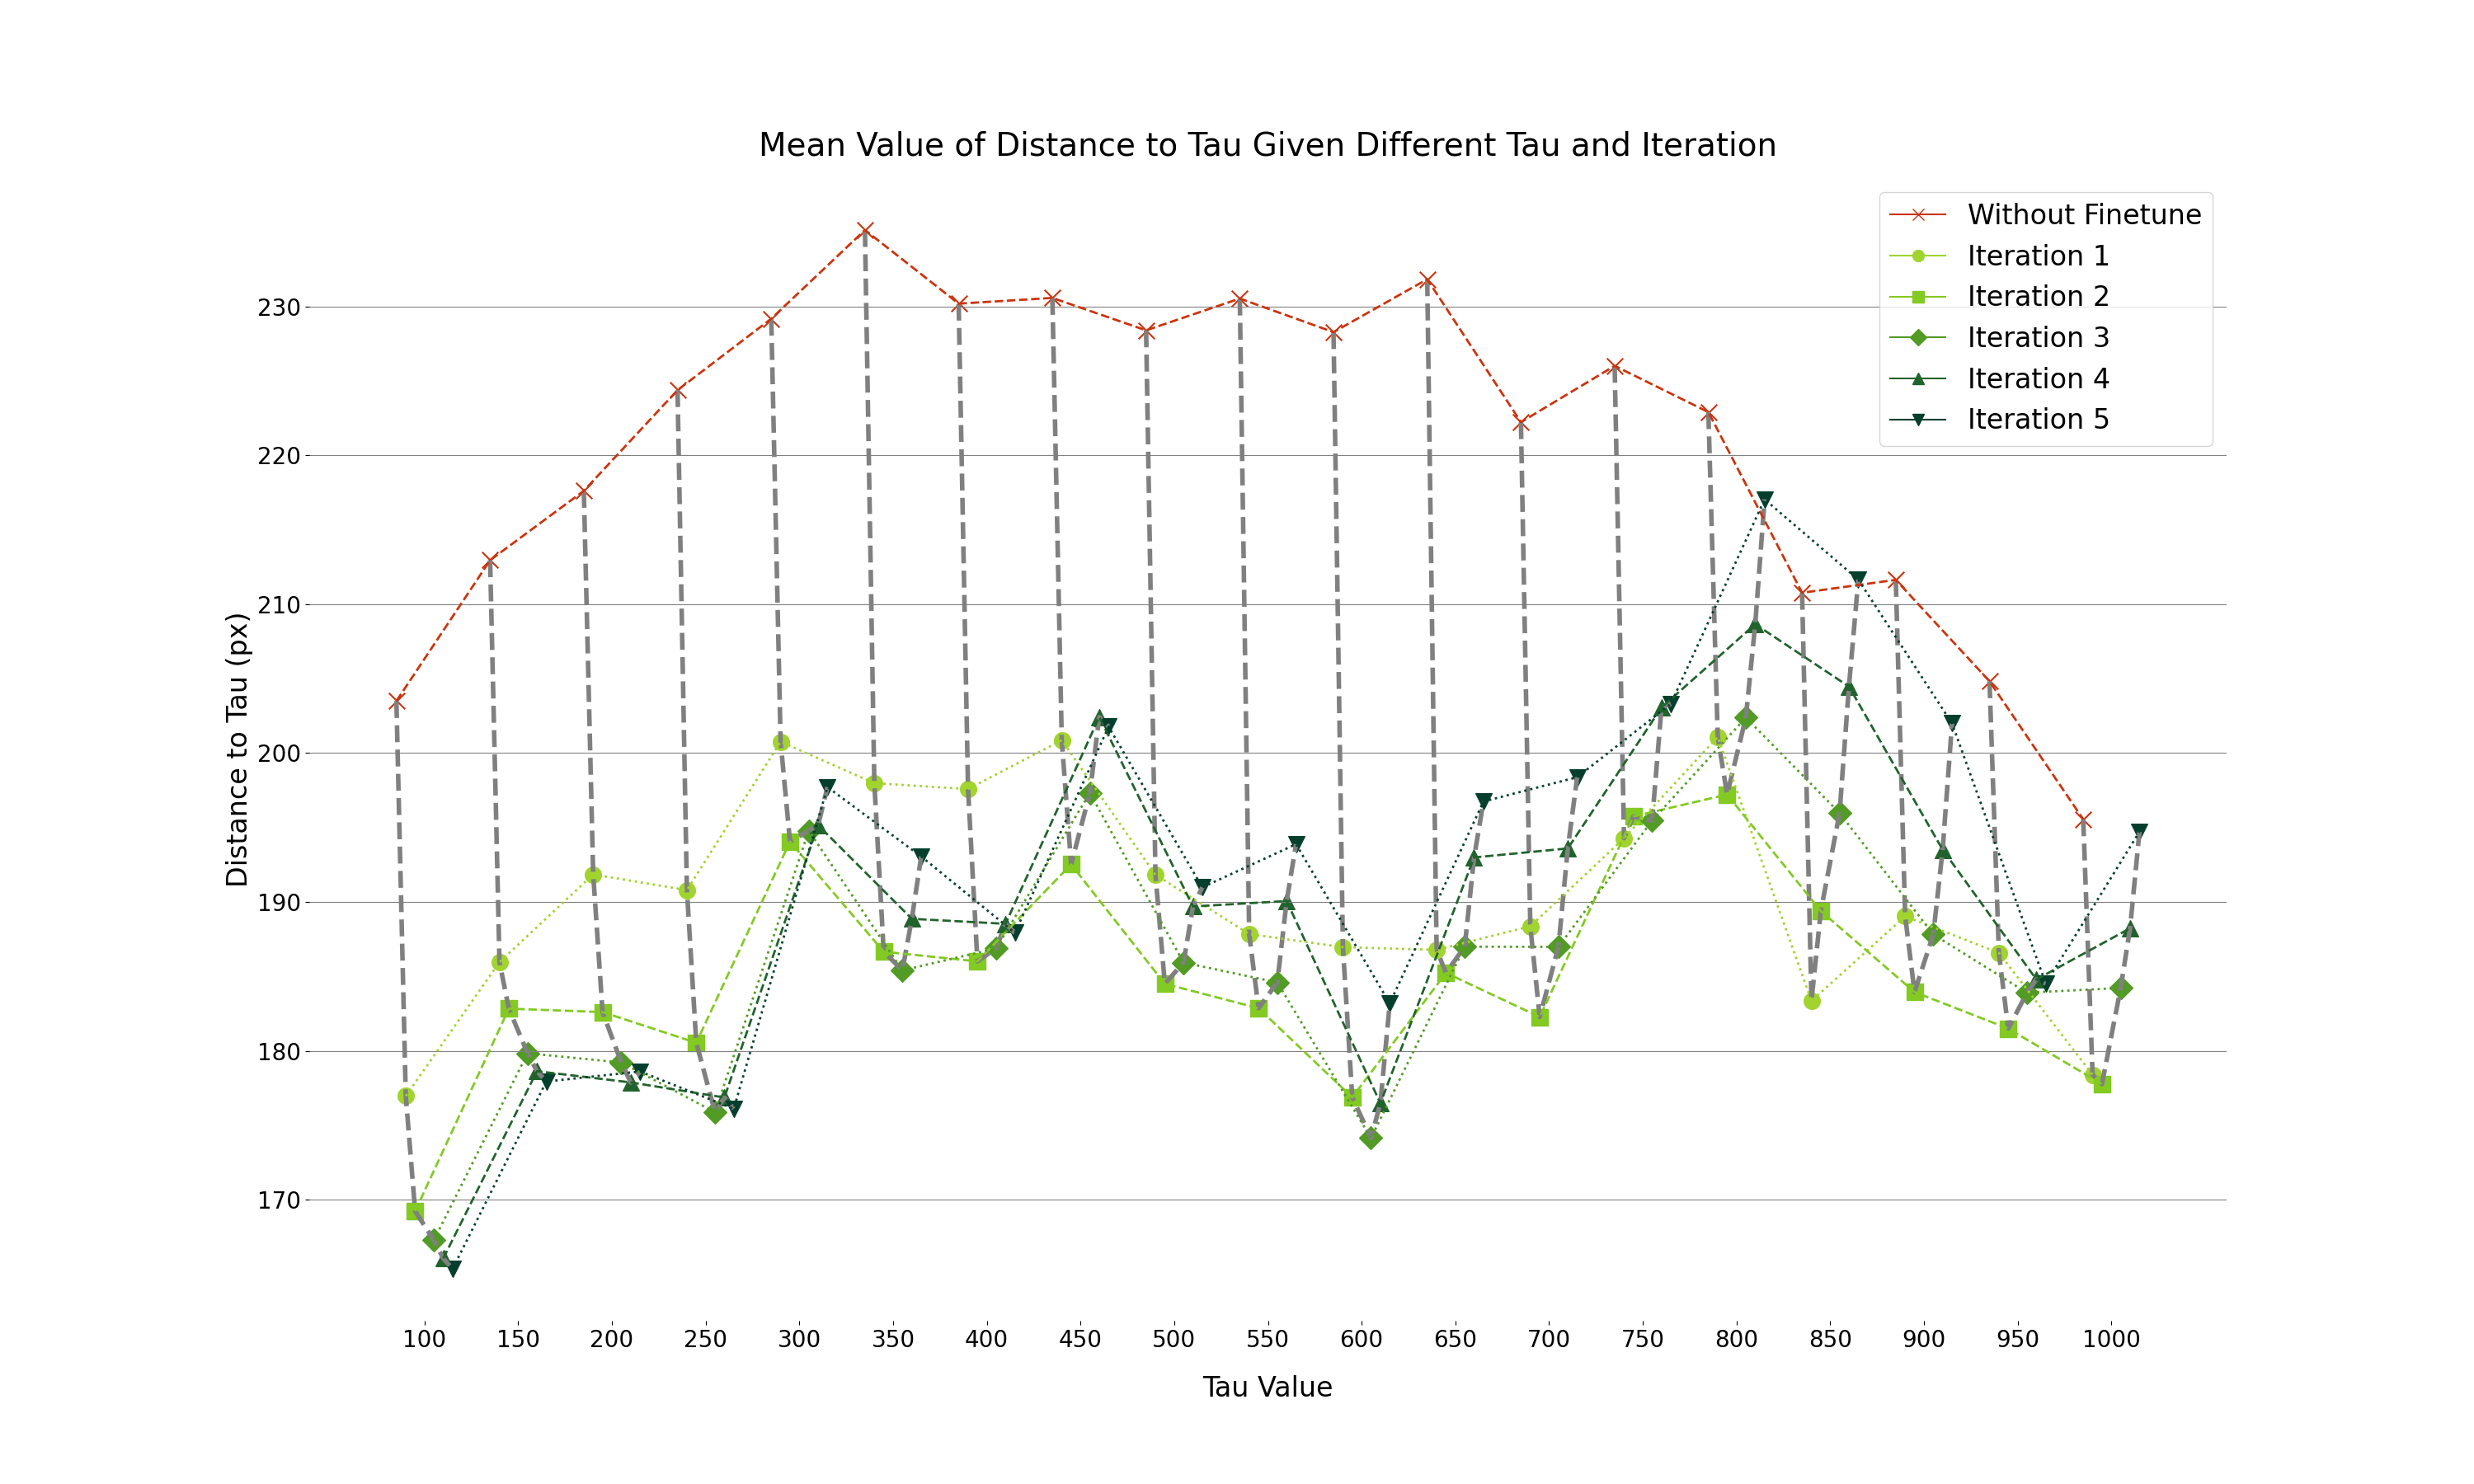 Mean Value of Distance to Tau Given Different Tau and Iteration
Without Finetune
Iteration 1
Iteration 2
Iteration 3
Iteration 4
Iteration 5
230
220
210
200
190
180
170
Distance to Tau (px)
100 150 200 250 300 350 400 450 500 550 600 650 700 750 800 850 900 950 1000
Tau Value